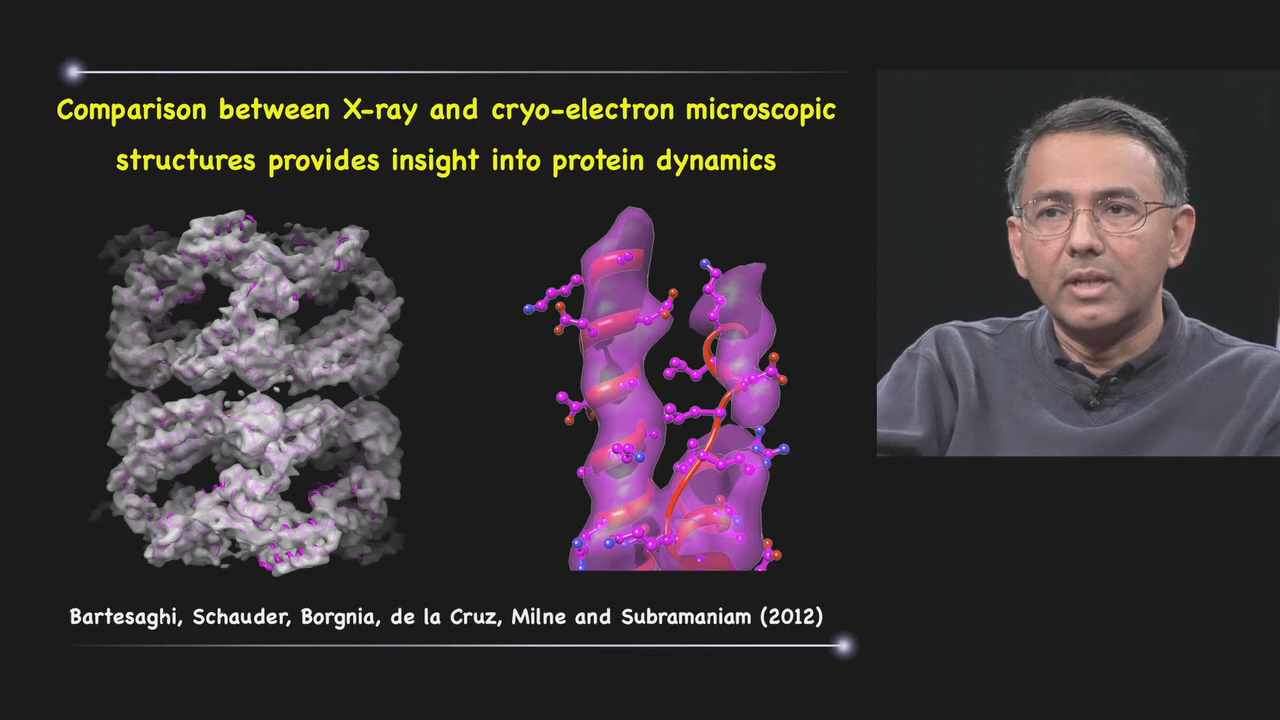 Comparison between X-ray and cryo-electron microscopic
structures provides insight into protein dynamics
Bartesaghi, Schauder, Borgnia, de la Cruz, Milne and Subramaniam (2012)